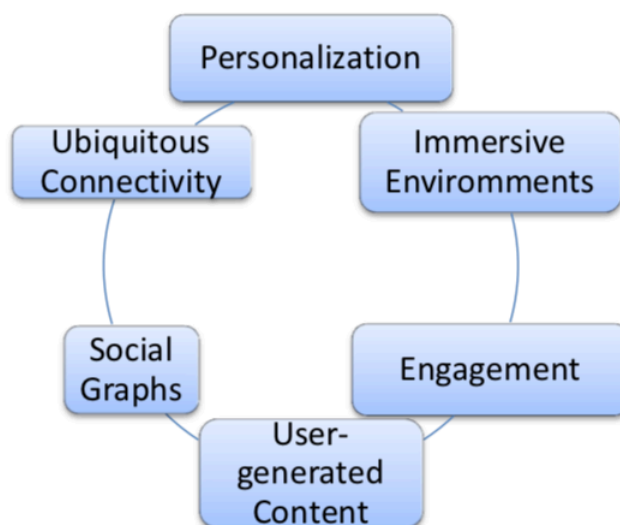 Personalization
Immersive
Enviromments
Engagement
User-
generated
Content
Social
Graphs
Ubiquitous
Connectivity